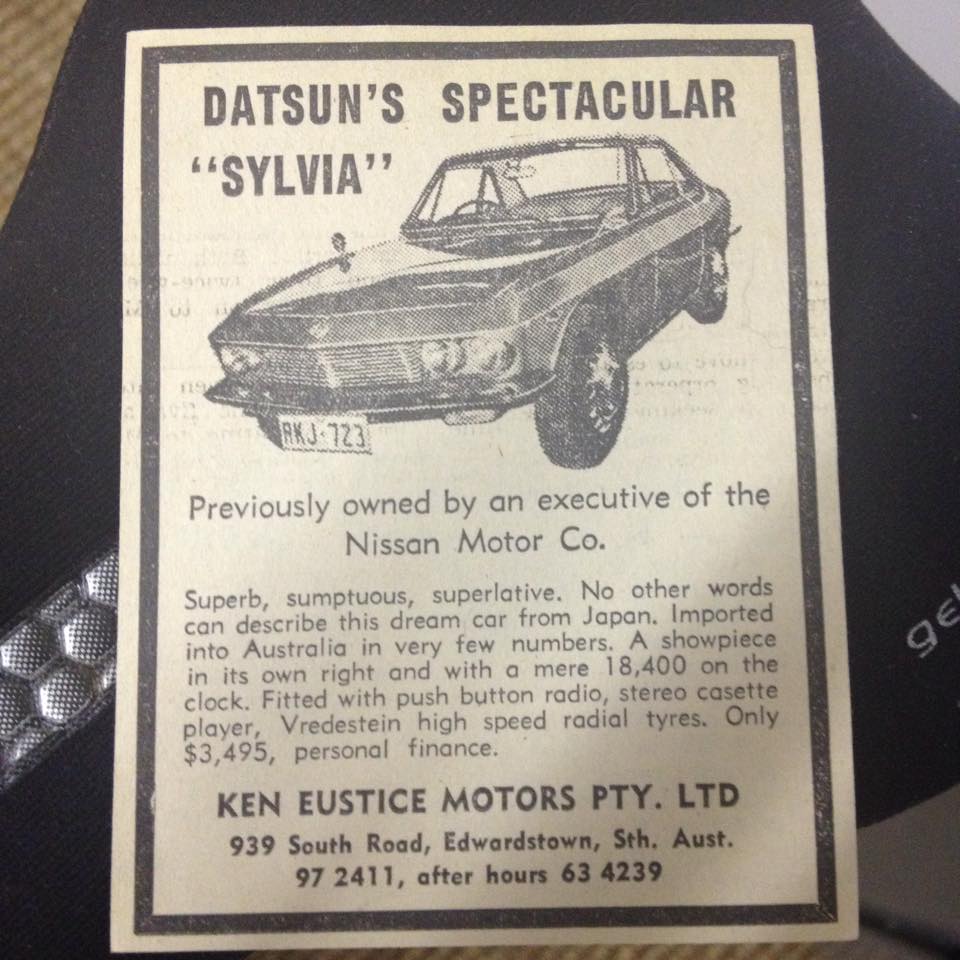 DATSUN'S SPECTACULAR
"SYLVIA"
RKJ-723
Previously owned by an executive of the
Nissan Motor Co.
Superb, sumptuous, superlative. No other words
can describe this dream car from Japan. Imported
into Australia in very few numbers. A showpiece
in its own right and with a mere 18,400 on the
clock. Fitted with push button radio, stereo casette
player, Vredestein high speed radial tyres. Only
$3,495, personal finance.
KEN EUSTICE MOTORS PTY. LTD
939 South Road, Edwardstown, Sth. Aust.
97 2411, after hours 63 4239